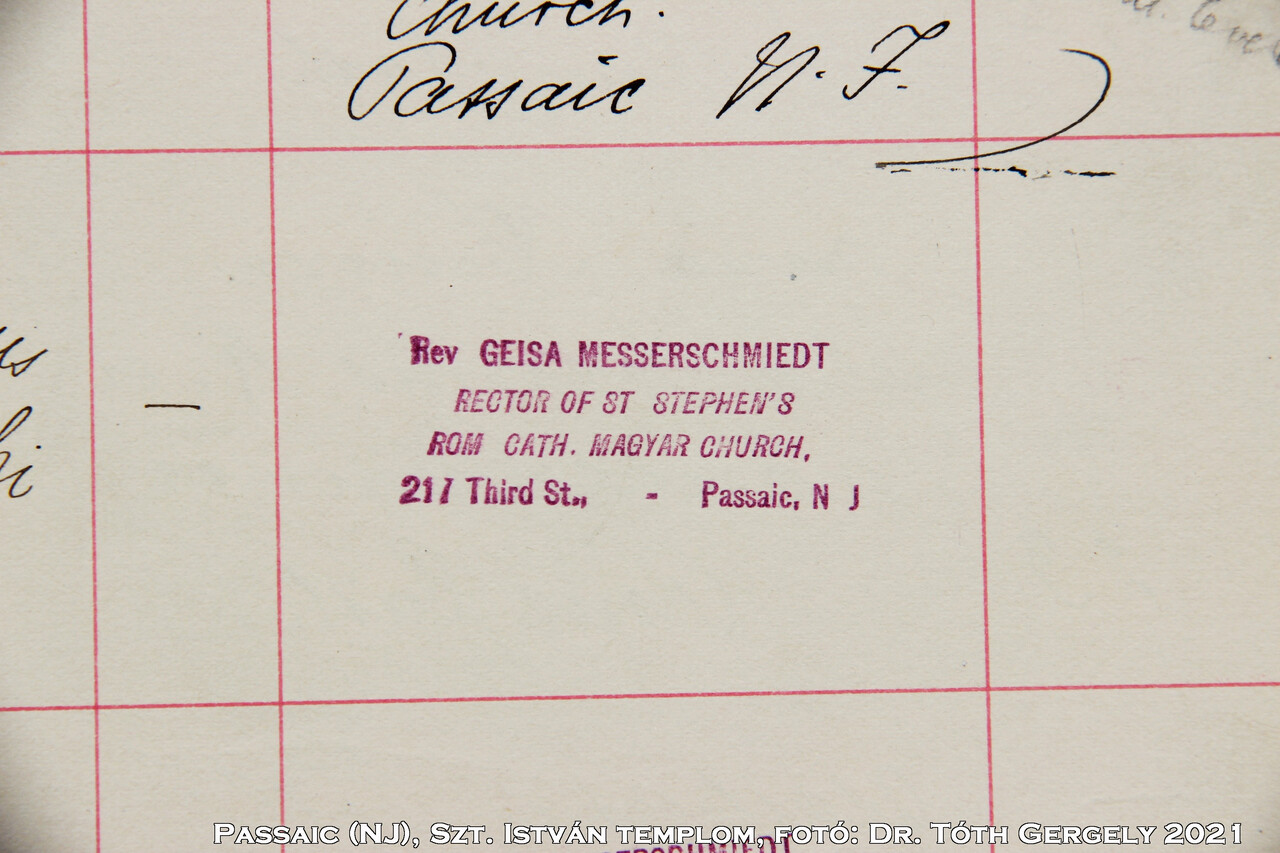 Church.
Passaic N. J.
Rev GEISA MESSERSCHMIEDT
RECTOR OF ST STEPHEN'S
ROM CATH. MAGYAR CHURCH,
217 Third St., - Passaic, N J
PASSAIC (NJ), SZT. ISTVÁN TEMPLOM, FOTÓ: DR. TÓTH GERGELY 2021